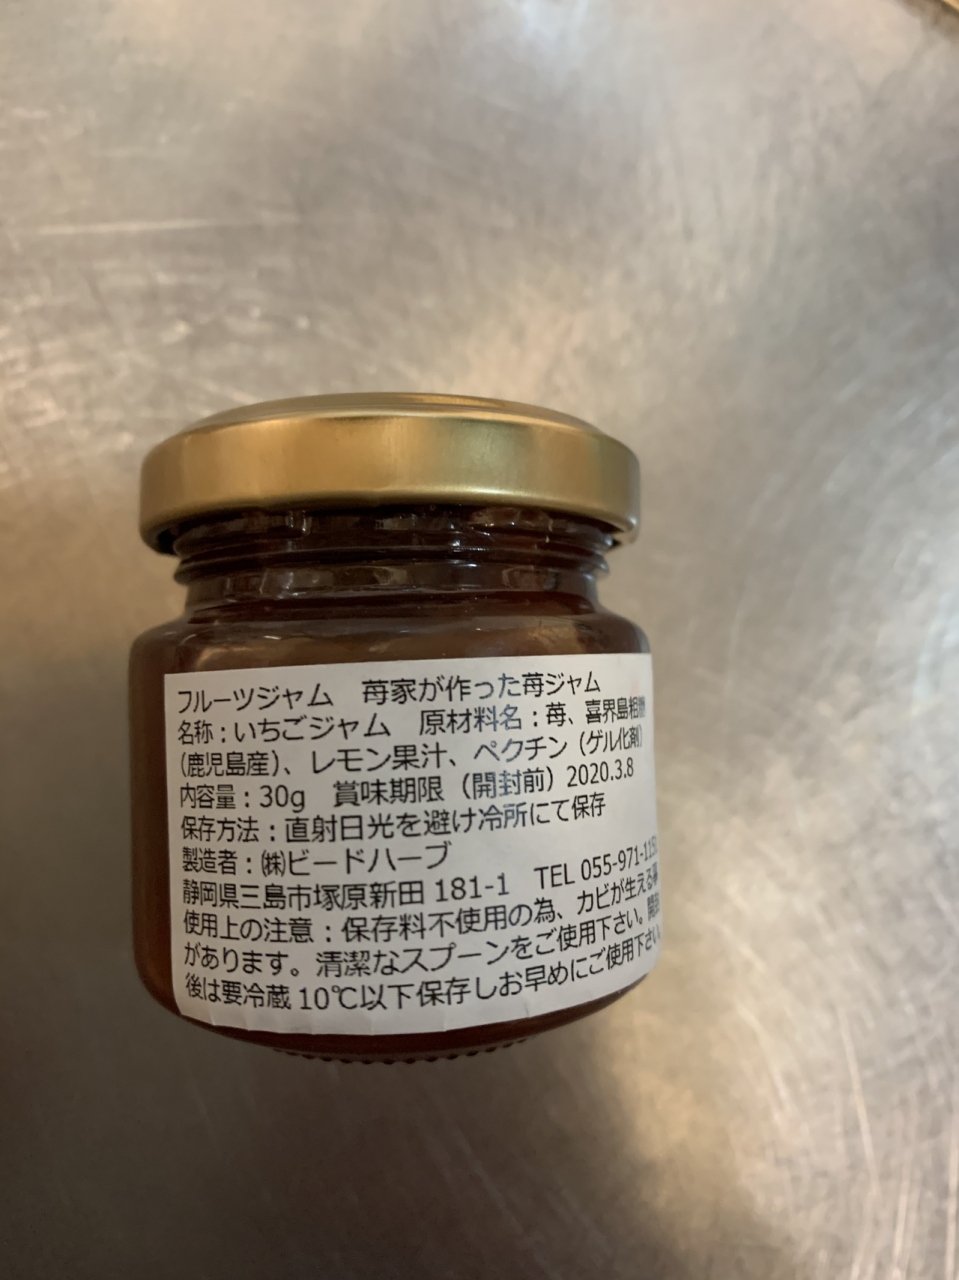 フルーツジャム　苺家が作った苺ジャム
名称：いちごジャム　原材料名：苺、喜界島粗糖
（鹿児島産）、レモン果汁、ペクチン（ゲル化剤）
内容量：30g　賞味期限（開封前）2020.3.8
保存方法：直射日光を避け冷所にて保存
製造者：㈱ビードハーブ
静岡県三島市塚原新田 181-1　TEL 055-971-115
使用上の注意：保存料不使用の為、カビが生える事
があります。清潔なスプーンをご使用下さい。開封
後は要冷蔵 10℃以下保存しお早めにご使用下さい